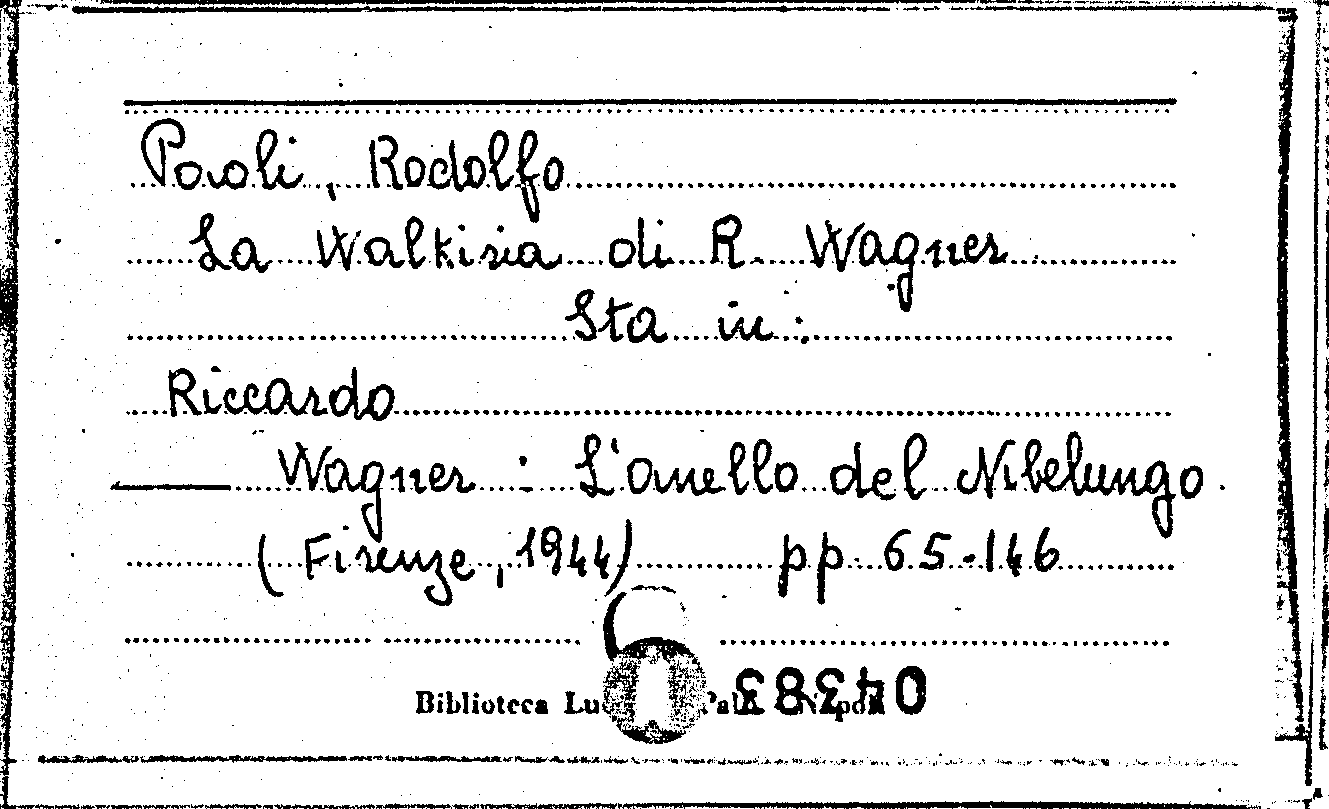 Paoli, Rodolfo
La Walkiria di R. Wagner
Sta in:
Riccardo
Wagner: L'anello del Nibelungo.
(Firenze, 1944) pp. 65-146
Biblioteca
04383